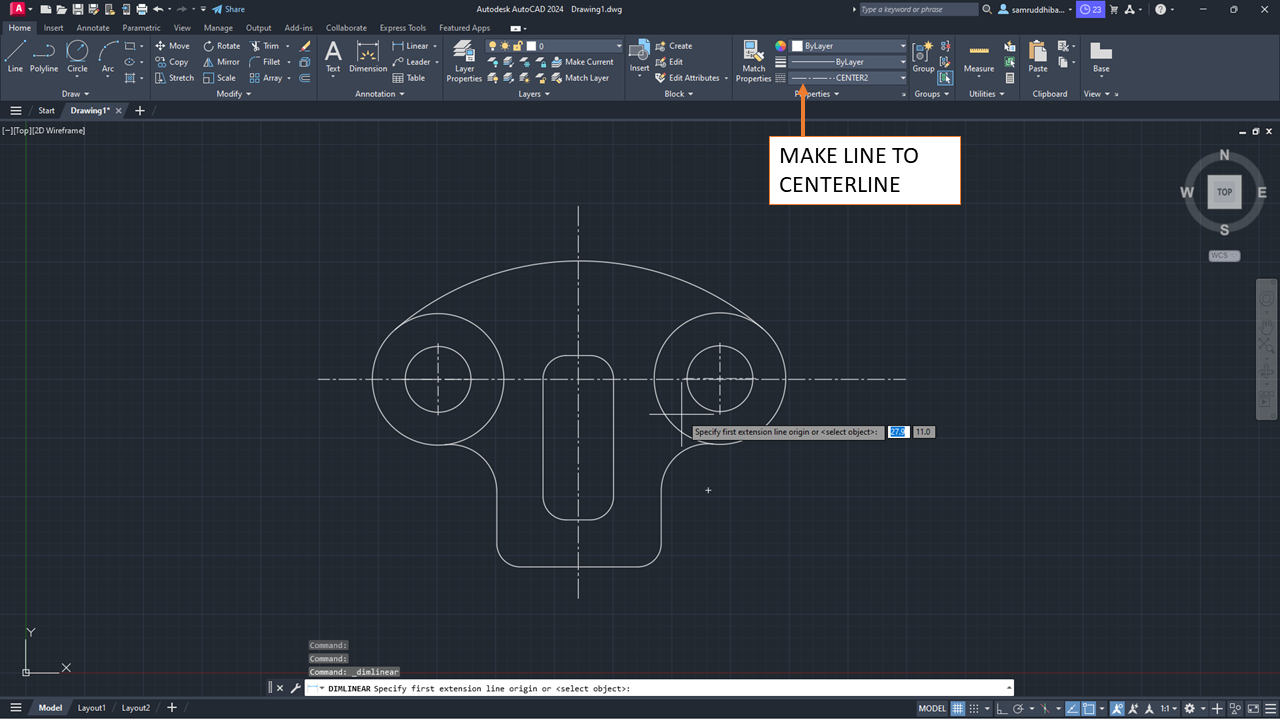 A Share Autodesk AutoCAD 2024 Drawing1.dwg Type a keyword or phrase samruddhiba... 23 ?
Home Insert Annotate Parametric View Manage Output Add-ins Collaborate Express Tools Featured Apps
Line Polyline Circle Arc
Move Rotate Trim
Copy Mirror Fillet
Stretch Scale Array
A Text Dimension
Linear
Leader
Table
Layer Properties
0
Make Current
Match Layer
Insert
Create
Edit
Edit Attributes
Match Properties
ByLayer
ByLayer
CENTER2
Group Measure Paste Base
Draw Modify Annotation Layers Block Properties Groups Utilities Clipboard View
Start Drawing1* ×
[−][Top][2D Wireframe]
MAKE LINE TO
CENTERLINE
N
W TOP E
S
WCS
Specify first extension line origin or <select object>: 27.9 11.0
Y
X
Command:
Command:
Command: _dimlinear
DIMLINEAR Specify first extension line origin or <select object>:
Model Layout1 Layout2 + MODEL 1:1